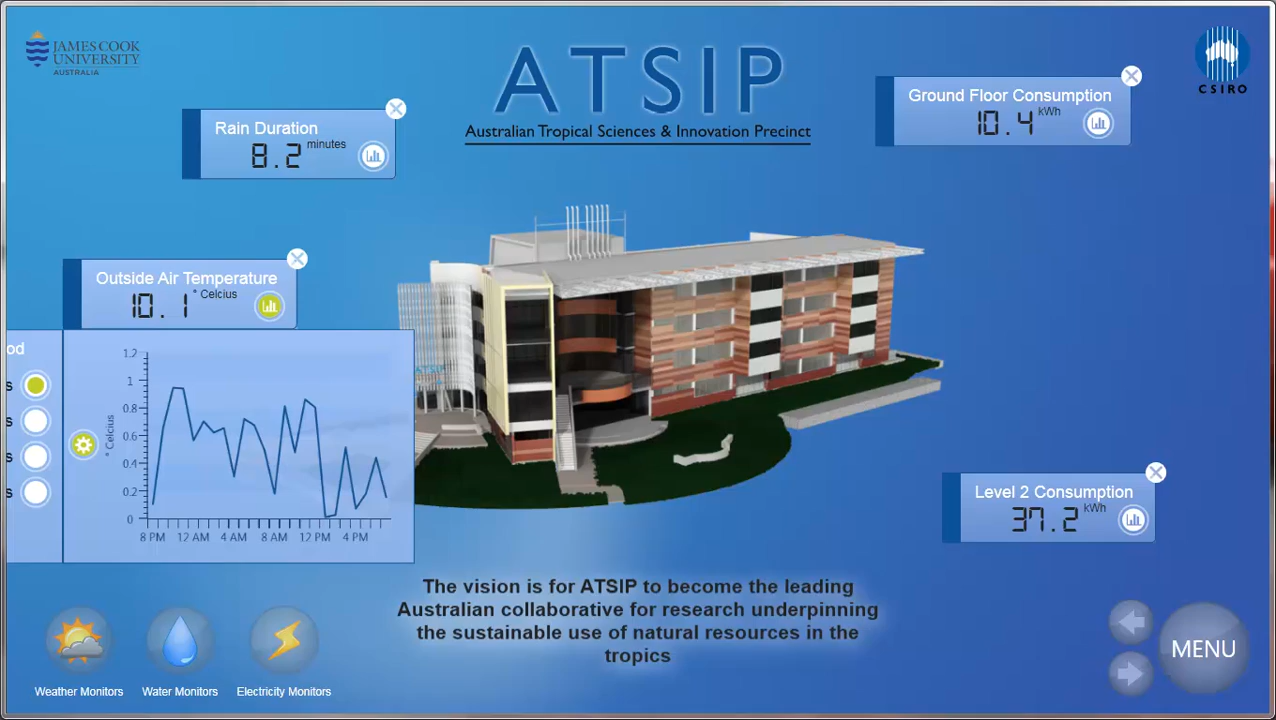 JAMES COOK
UNIVERSITY
AUSTRALIA
ATSIP
Australian Tropical Sciences & Innovation Precinct
CSIRO
Rain Duration
8.2 minutes
Ground Floor Consumption
10.4 kWh
Outside Air Temperature
10.1 ° Celcius
od
s
s
s
s
° Celcius
1.2
1
0.8
0.6
0.4
0.2
0
8 PM 12 AM 4 AM 8 AM 12 PM 4 PM
Level 2 Consumption
37.2 kWh
The vision is for ATSIP to become the leading
Australian collaborative for research underpinning
the sustainable use of natural resources in the
tropics
Weather Monitors
Water Monitors
Electricity Monitors
MENU